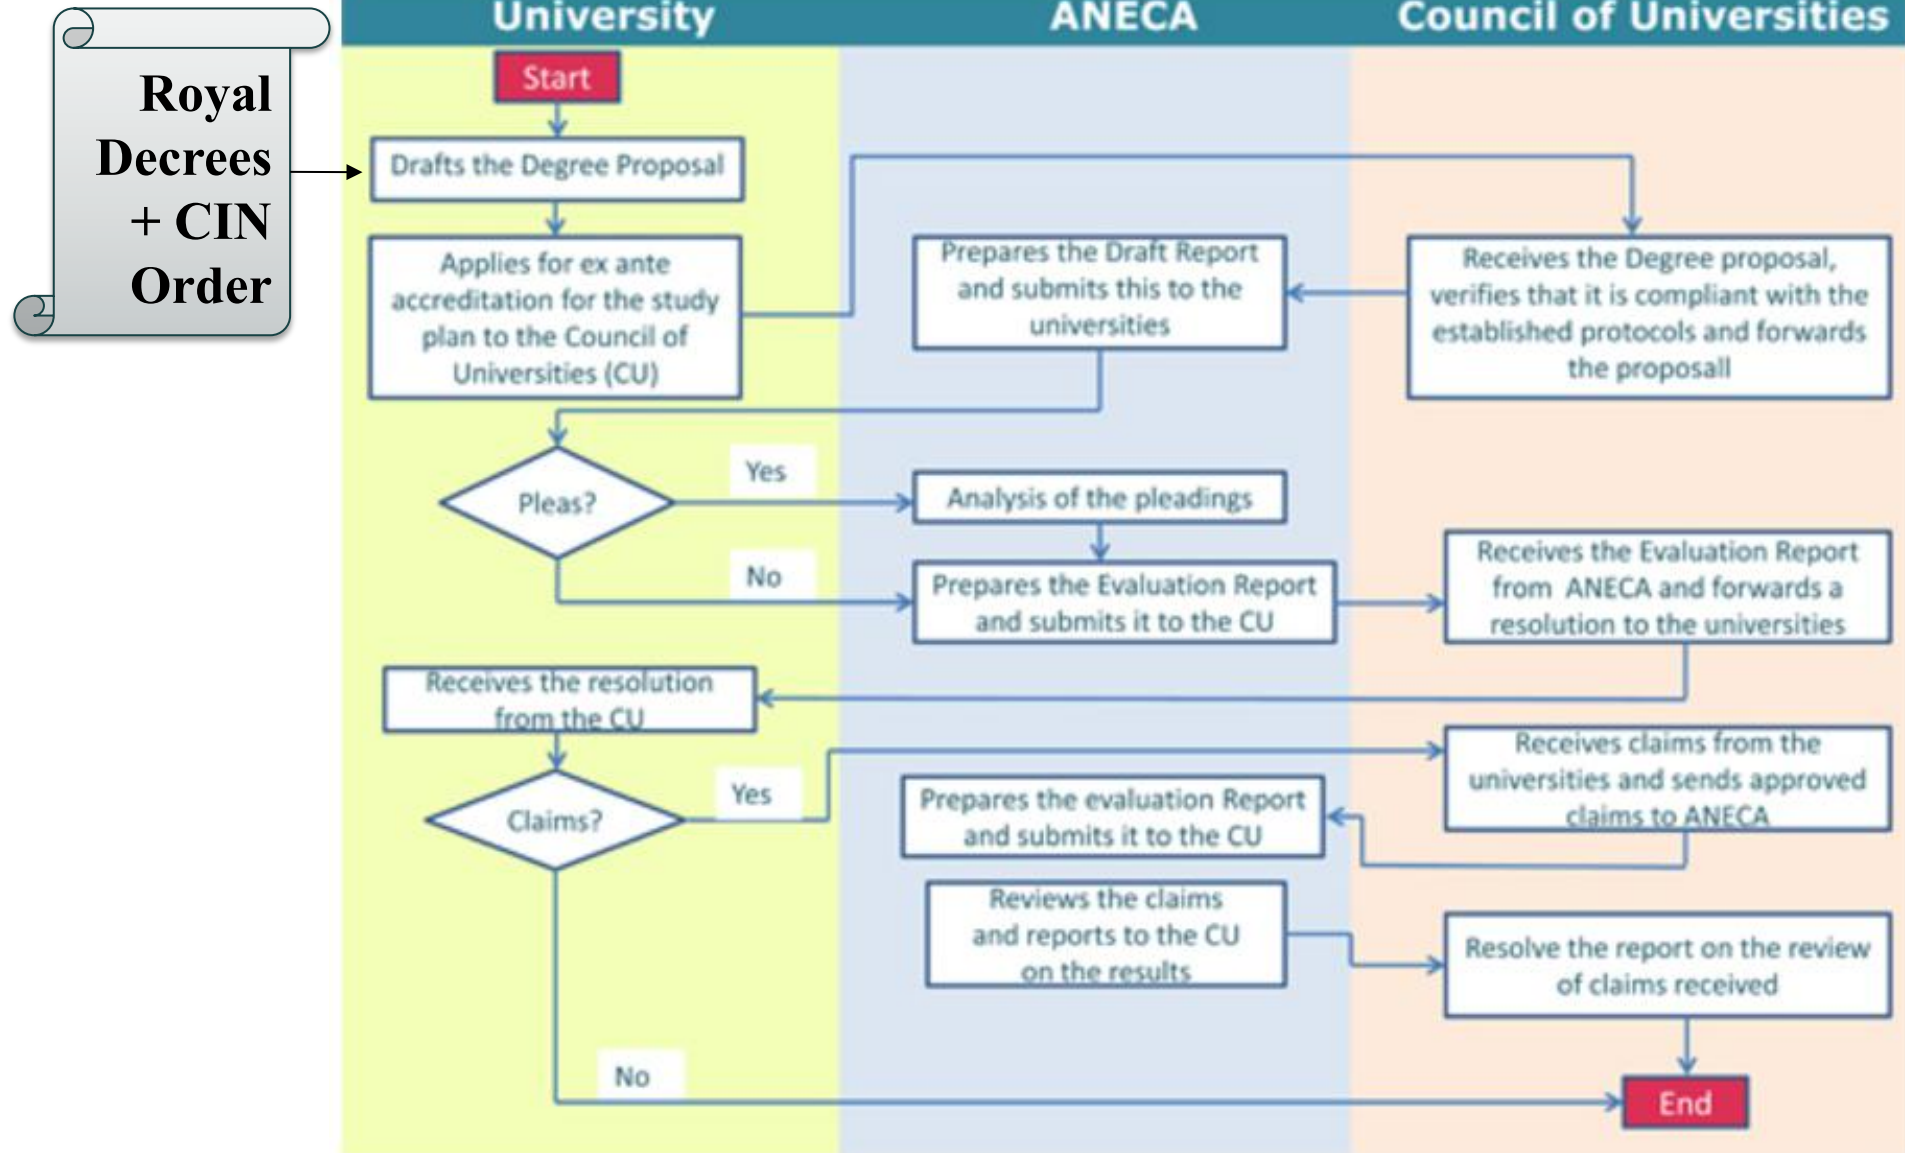 Royal
Decrees
+ CIN
Order
University
ANECA
Council of Universities
Start
Drafts the Degree Proposal
Applies for ex ante
accreditation for the study
plan to the Council of
Universities (CU)
Prepares the Draft Report
and submits this to the
universities
Receives the Degree proposal,
verifies that it is compliant with the
established protocols and forwards
the proposall
Pleas?
Yes
No
Analysis of the pleadings
Prepares the Evaluation Report
and submits it to the CU
Receives the Evaluation Report
from ANECA and forwards a
resolution to the universities
Receives the resolution
from the CU
Claims?
Yes
No
Receives claims from the
universities and sends approved
claims to ANECA
Prepares the evaluation Report
and submits it to the CU
Reviews the claims
and reports to the CU
on the results
Resolve the report on the review
of claims received
End